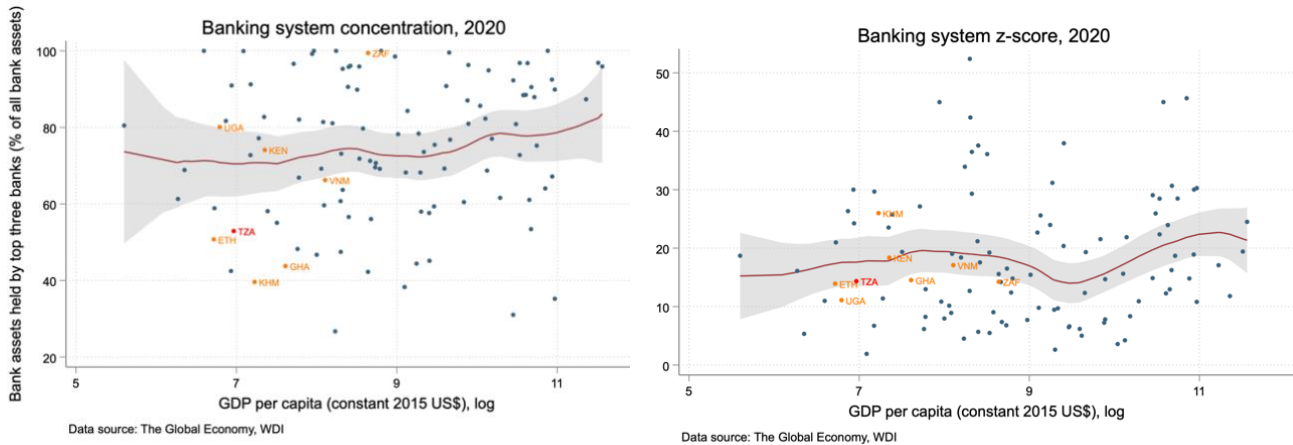 Banking system concentration, 2020
Bank assets held by top three banks (% of all bank assets)
100
80
60
40
20
ZAF
UGA
KEN
VNM
TZA
ETH
GHA
KHM
5
7
9
11
GDP per capita (constant 2015 US$), log
Data source: The Global Economy, WDI
Banking system z-score, 2020
50
40
30
20
10
0
KHM
KEN
VNM
ETH
TZA
GHA
ZAF
UGA
5
7
9
11
GDP per capita (constant 2015 US$), log
Data source: The Global Economy, WDI